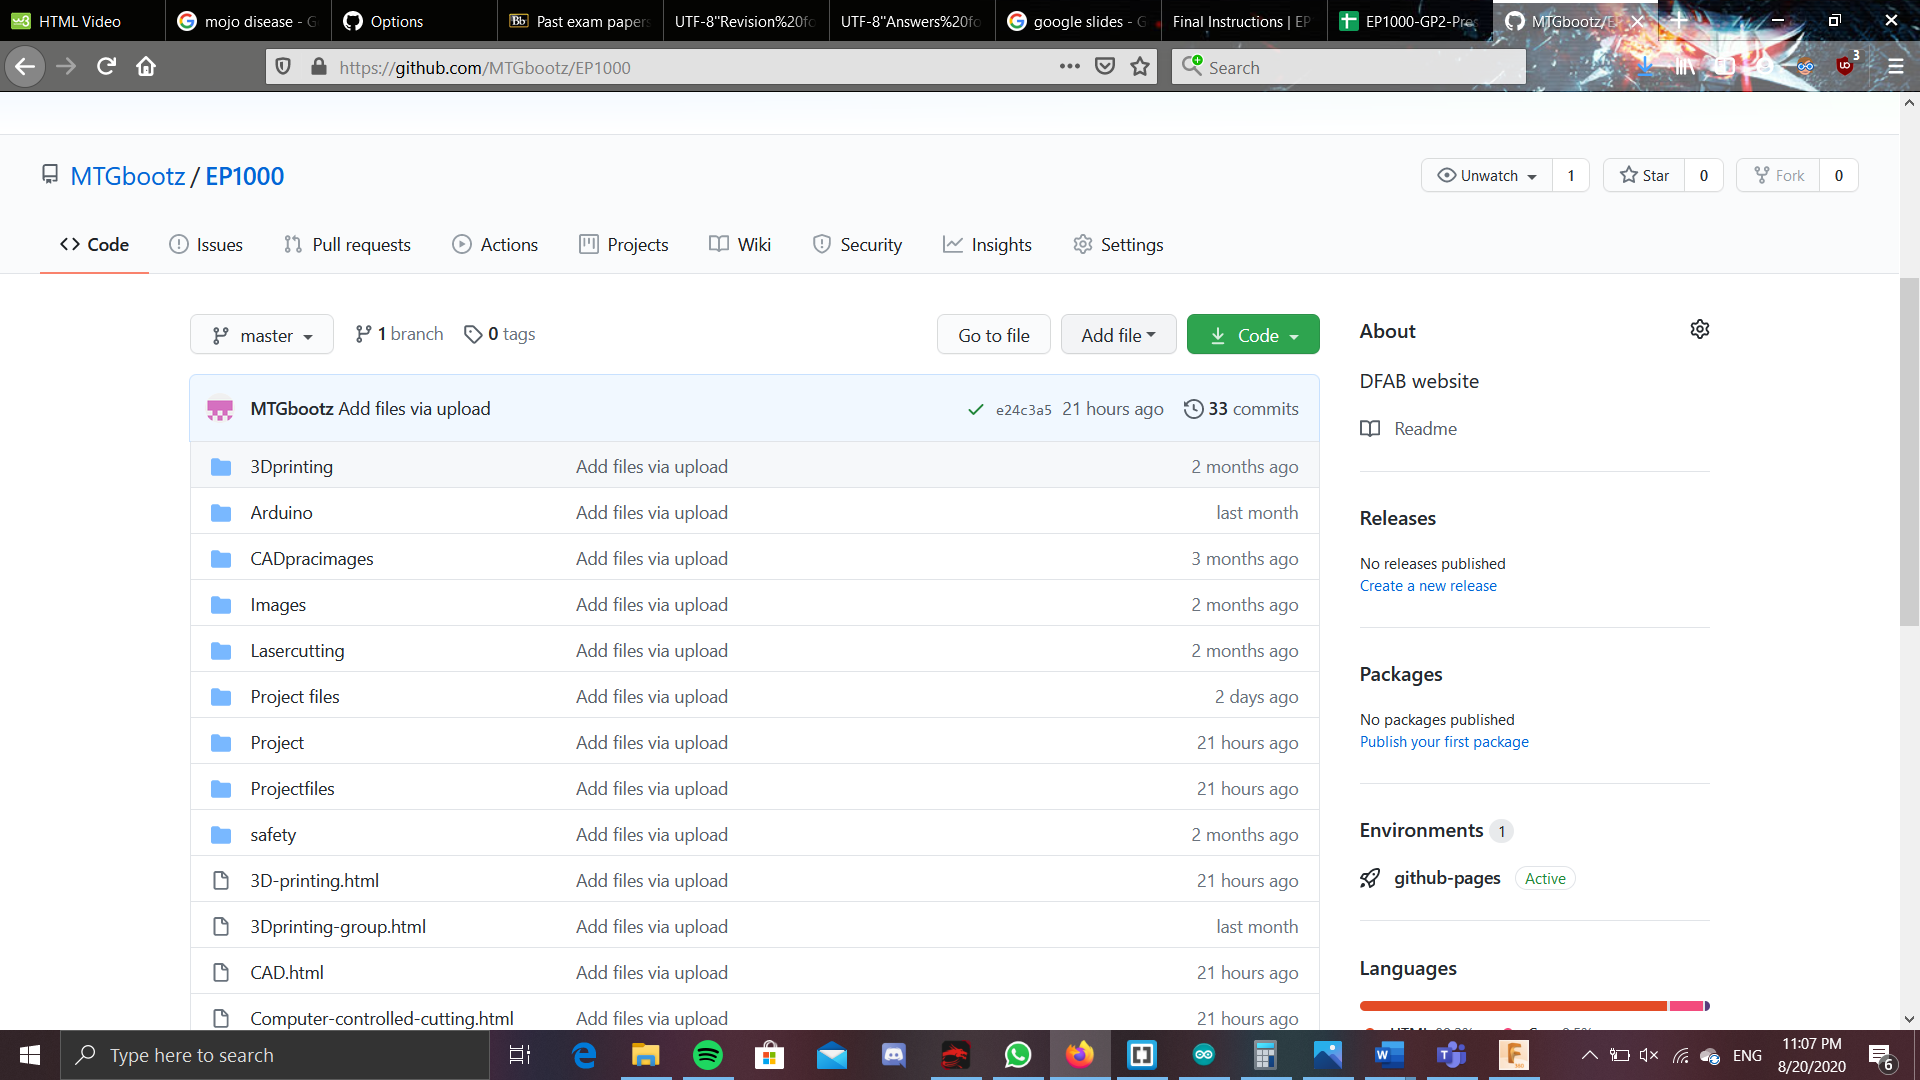 HTML Video
mojo disease - G
Options
Past exam papers
UTF-8''Revision%20fo
UTF-8''Answers%20fo
google slides - G
Final Instructions | EP
EP1000-GP2-Pres
MTGbootz/E
https://github.com/MTGbootz/EP1000
Search
3
MTGbootz / EP1000
Unwatch 1
Star 0
Fork 0
Code
Issues
Pull requests
Actions
Projects
Wiki
Security
Insights
Settings
master
1 branch
0 tags
Go to file
Add file
Code
MTGbootz Add files via upload e24c3a5 21 hours ago 33 commits
3Dprinting Add files via upload 2 months ago
Arduino Add files via upload last month
CADpracimages Add files via upload 3 months ago
Images Add files via upload 2 months ago
Lasercutting Add files via upload 2 months ago
Project files Add files via upload 2 days ago
Project Add files via upload 21 hours ago
Projectfiles Add files via upload 21 hours ago
safety Add files via upload 2 months ago
3D-printing.html Add files via upload 21 hours ago
3Dprinting-group.html Add files via upload last month
CAD.html Add files via upload 21 hours ago
Computer-controlled-cutting.html Add files via upload 21 hours ago
About
DFAB website
Readme
Releases
No releases published
Create a new release
Packages
No packages published
Publish your first package
Environments 1
github-pages Active
Languages
Type here to search
ENG
11:07 PM
8/20/2020
6